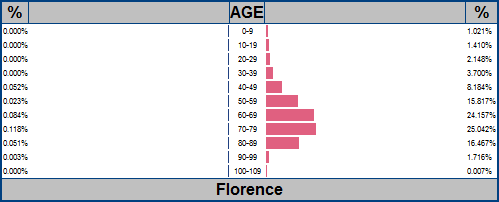 % AGE %
0.000% 0-9 1.021%
0.000% 10-19 1.410%
0.000% 20-29 2.148%
0.000% 30-39 3.700%
0.052% 40-49 8.184%
0.023% 50-59 15.817%
0.084% 60-69 24.157%
0.118% 70-79 25.042%
0.051% 80-89 16.467%
0.003% 90-99 1.716%
0.000% 100-109 0.007%
Florence